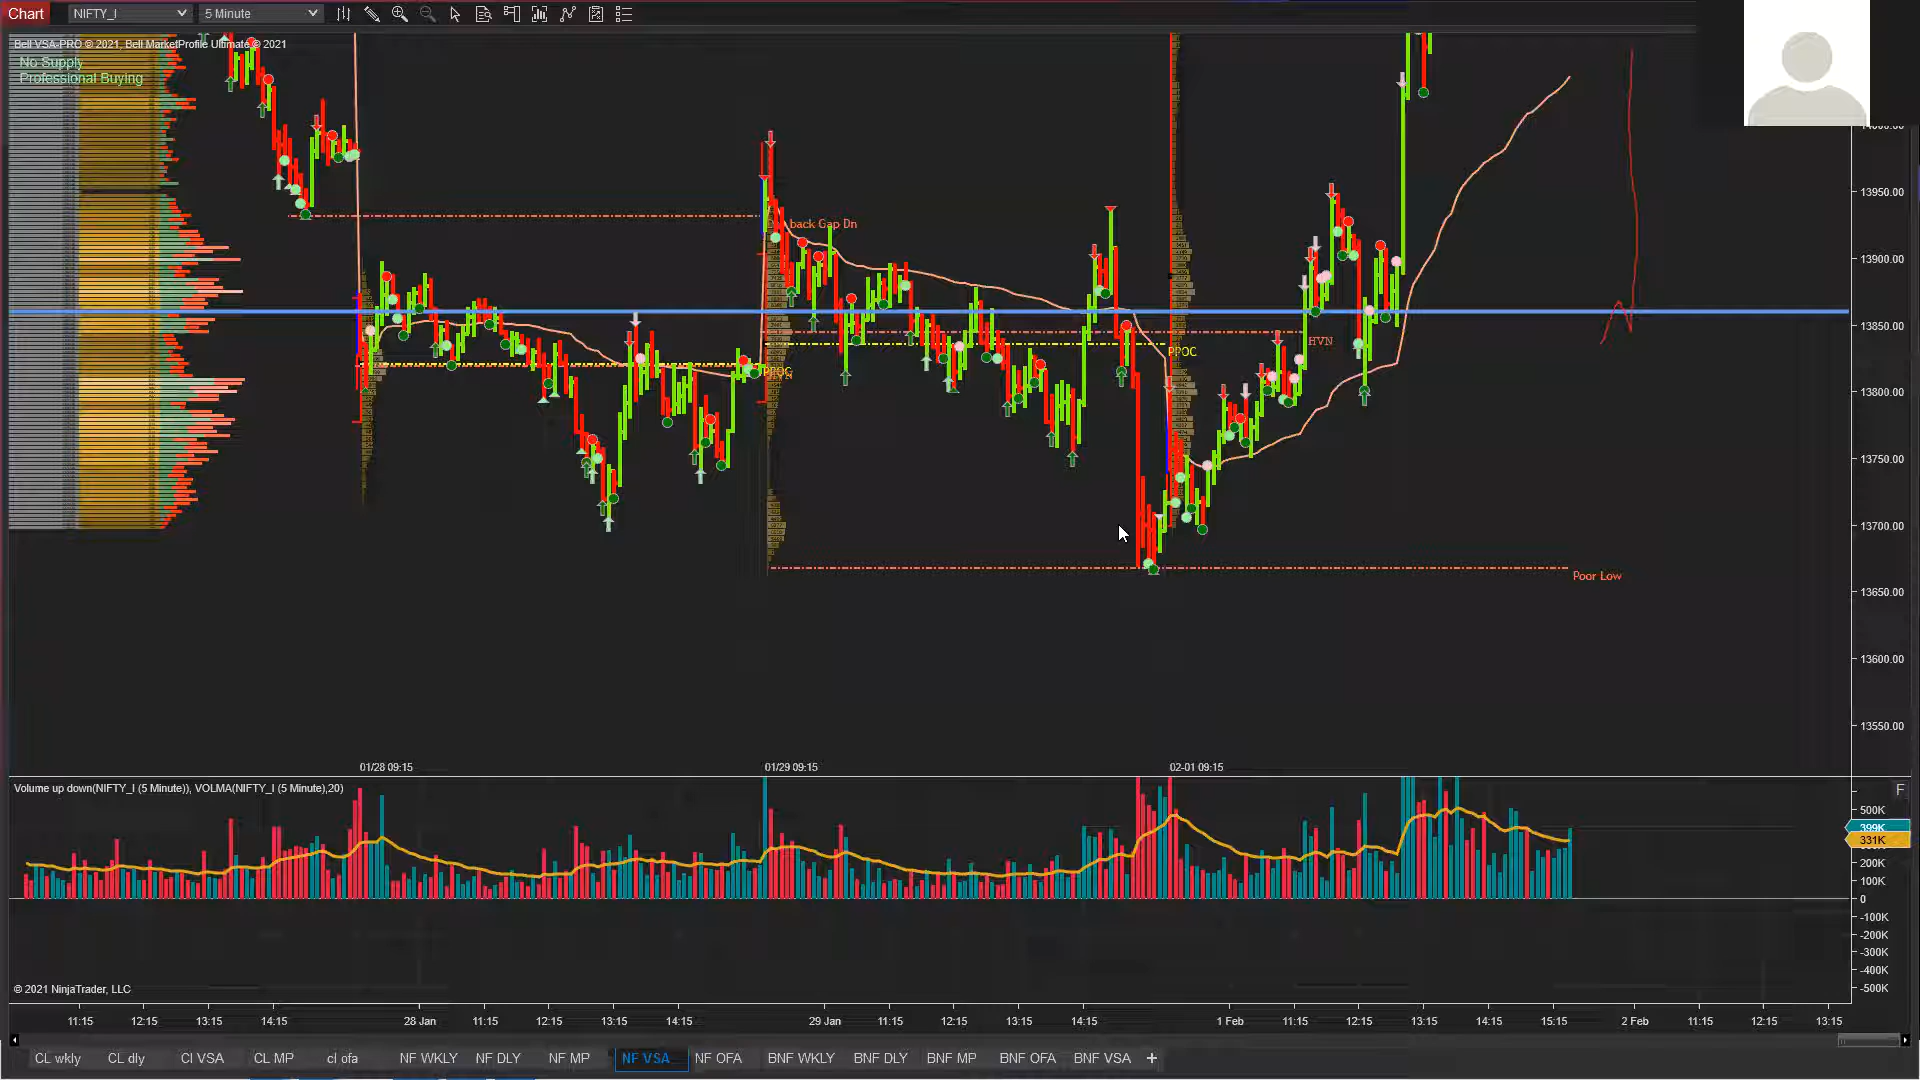 Chart NIFTY_I 5 Minute
Bell VSA-PRO © 2021, Bell MarketProfile Ultimate © 2021
No Supply
Professional Buying
13950.00
back Gap Dn
13900.00
13850.00
HVN
PPOC
PPOC
13800.00
13750.00
13700.00
Poor Low
13650.00
13600.00
13550.00
01/28 09:15 01/29 09:15 02-01 09:15
Volume up down(NIFTY_I (5 Minute)), VOLMA(NIFTY_I (5 Minute),20)
F
500K
399K
331K
200K
100K
0
-100K
-200K
-300K
-400K
-500K
© 2021 NinjaTrader, LLC
11:15 12:15 13:15 14:15 28 Jan 11:15 12:15 13:15 14:15 29 Jan 11:15 12:15 13:15 14:15 1 Feb 11:15 12:15 13:15 14:15 15:15 2 Feb 11:15 12:15 13:15
CL wkly CL dly Cl VSA CL MP cl ofa NF WKLY NF DLY NF MP NF VSA NF OFA BNF WKLY BNF DLY BNF MP BNF OFA BNF VSA +